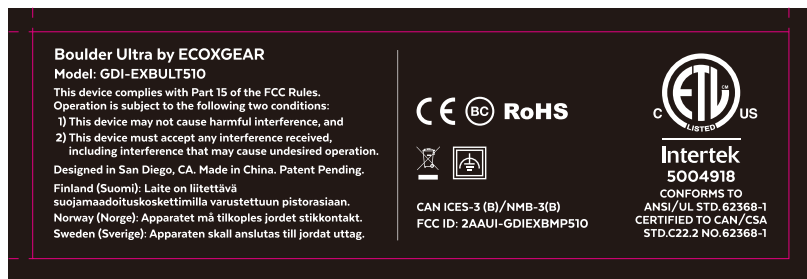 Boulder Ultra by ECOXGEAR
Model: GDI-EXBULT510
This device complies with Part 15 of the FCC Rules.
Operation is subject to the following two conditions:
1) This device may not cause harmful interference, and
2) This device must accept any interference received,
including interference that may cause undesired operation.
Designed in San Diego, CA. Made in China. Patent Pending.
Finland (Suomi): Laite on liitettävä
suojamaadoituskoskettimilla varustettuun pistorasiaan.
Norway (Norge): Apparatet må tilkoples jordet stikkontakt.
Sweden (Sverige): Apparaten skall anslutas till jordat uttag.
CE BC RoHS
CAN ICES-3 (B)/NMB-3(B)
FCC ID: 2AAUI-GDIEXBMP510
ETL CM
C US
LISTED
Intertek
5004918
CONFORMS TO
ANSI/UL STD. 62368-1
CERTIFIED TO CAN/CSA
STD.C22.2 NO.62368-1